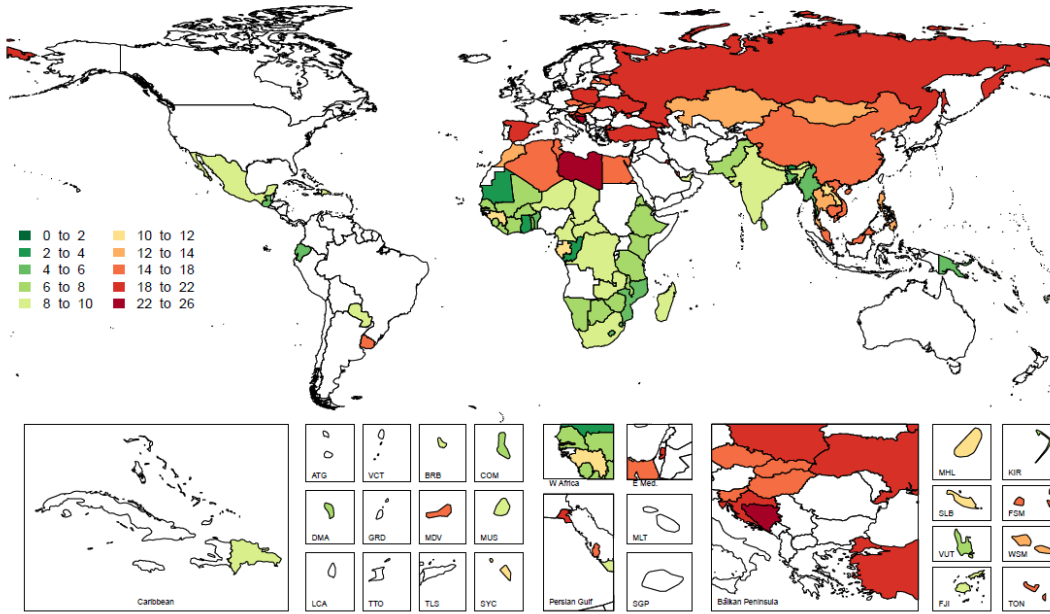 0 to 2
2 to 4
4 to 6
6 to 8
8 to 10
10 to 12
12 to 14
14 to 18
18 to 22
22 to 26
Caribbean
ATG
VCT
BRB
COM
DMA
GRD
MDV
MUS
LCA
TTO
TLS
SYC
W Africa
E Med.
Persian Gulf
MLT
SGP
Balkan Peninsula
MHL
KIR
SLB
FSM
VUT
WSM
FJI
TON